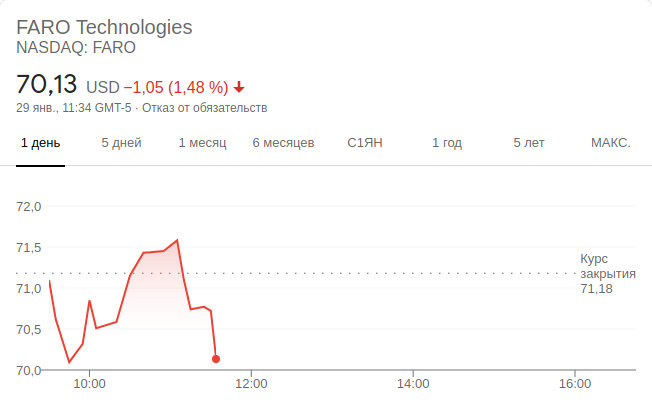 FARO Technologies
NASDAQ: FARO
70,13 USD −1,05 (1,48 %)
29 янв., 11:34 GMT-5 · Отказ от обязательств
1 день 5 дней 1 месяц 6 месяцев С1ЯН 1 год 5 лет МАКС.
72,0
71,5
71,0
70,5
70,0
Курс
закрытия
71,18
10:00 12:00 14:00 16:00